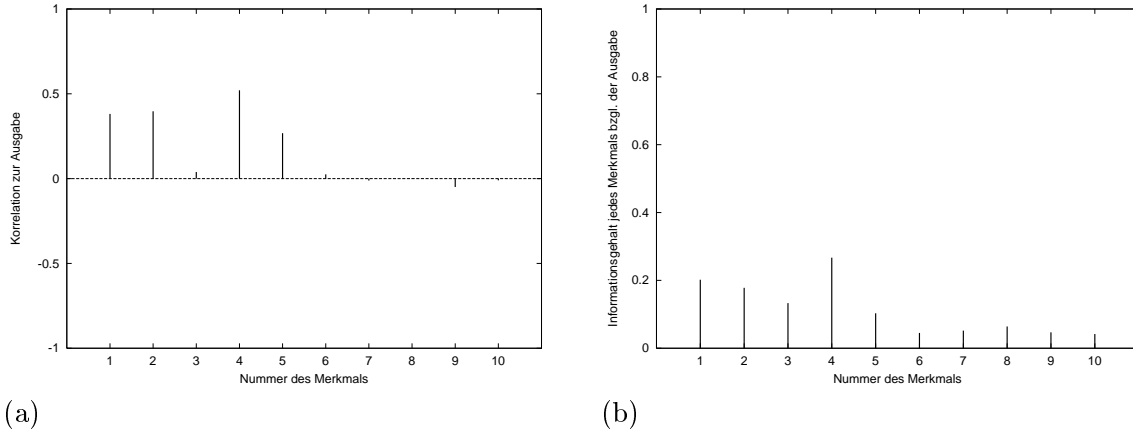 1
0.5
0
-0.5
-1
Korrelation zur Ausgabe
1 2 3 4 5 6 7 8 9 10
Nummer des Merkmals
(a)
1
0.8
0.6
0.4
0.2
0
Informationsgehalt jedes Merkmals bzgl. der Ausgabe
1 2 3 4 5 6 7 8 9 10
Nummer des Merkmals
(b)